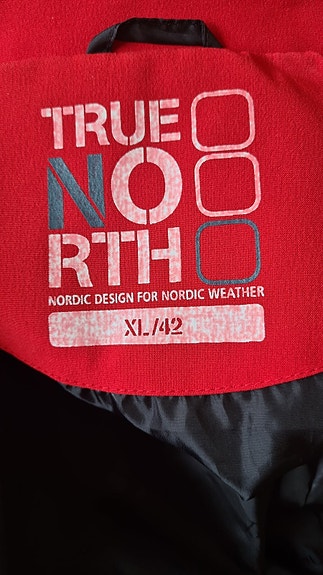 TRUE
NO
RTH
NORDIC DESIGN FOR NORDIC WEATHER
XL/42